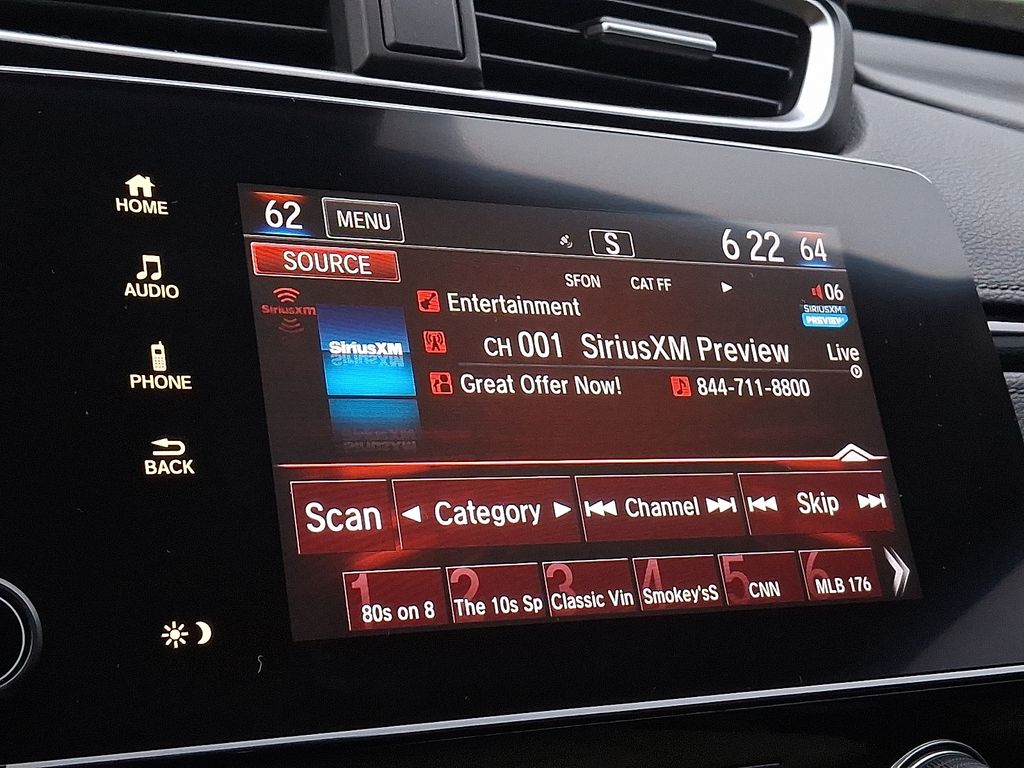 HOME
AUDIO
PHONE
BACK
62 MENU S 6 22 64
SOURCE
SFON CAT FF
06
SiriusXM
SiriusXM
Entertainment
SIRIUSXM
PREVIEW
CH 001 SiriusXM Preview
Live
Great Offer Now! 844-711-8800
Scan Category Channel Skip
1 80s on 8
2 The 10s Sp
3 Classic Vin
4 Smokey'sS
5 CNN
6 MLB 176